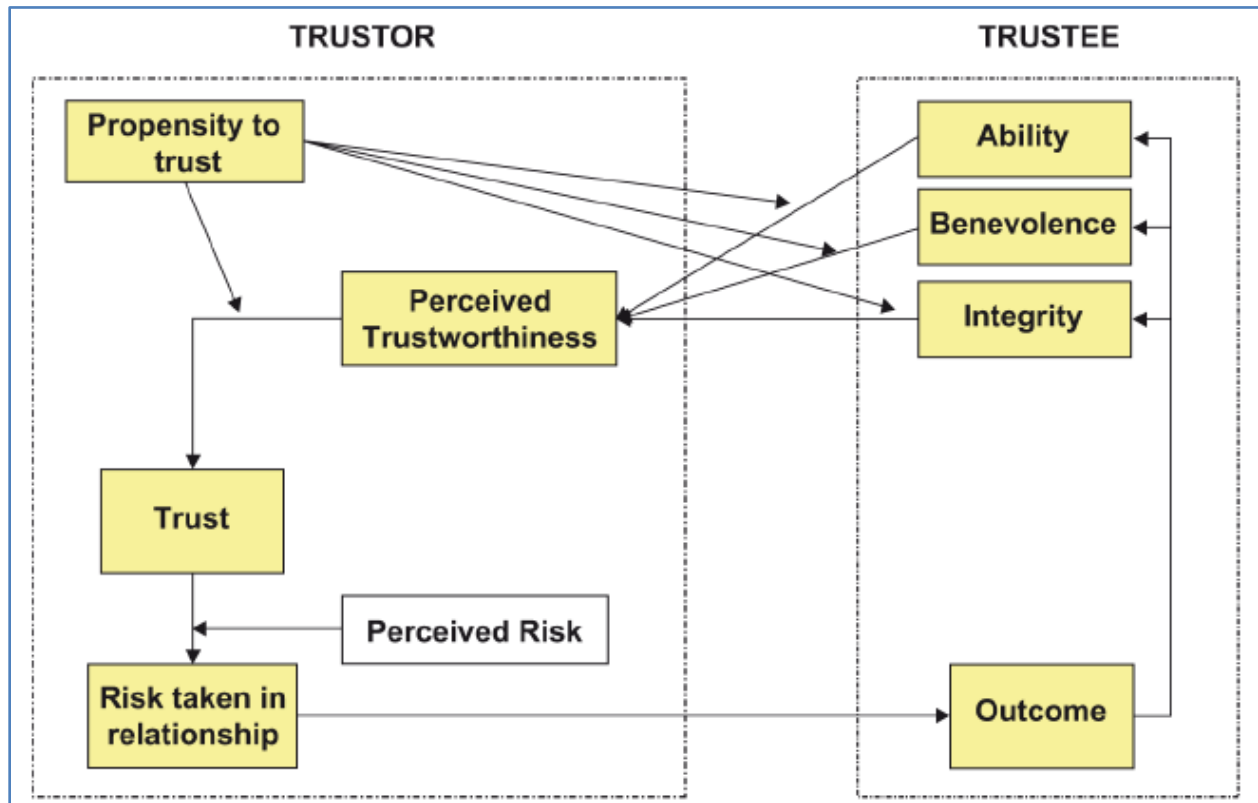 TRUSTOR
TRUSTEE
Propensity to
trust
Ability
Benevolence
Perceived
Trustworthiness
Integrity
Trust
Perceived Risk
Risk taken in
relationship
Outcome